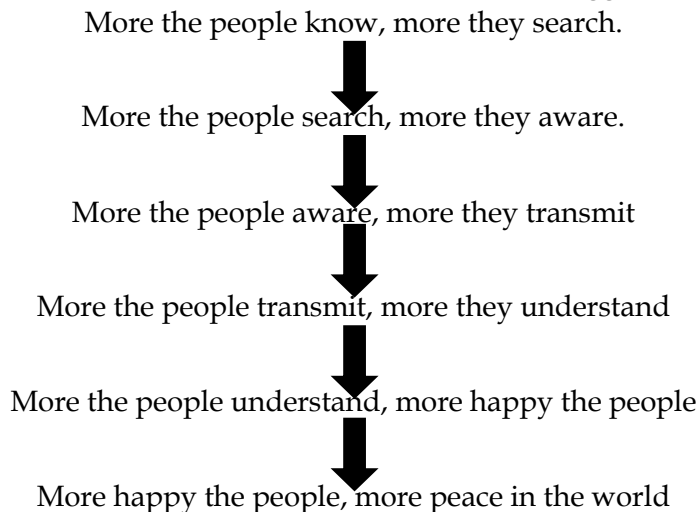 More the people know, more they search.
More the people search, more they aware.
More the people aware, more they transmit
More the people transmit, more they understand
More the people understand, more happy the people
More happy the people, more peace in the world